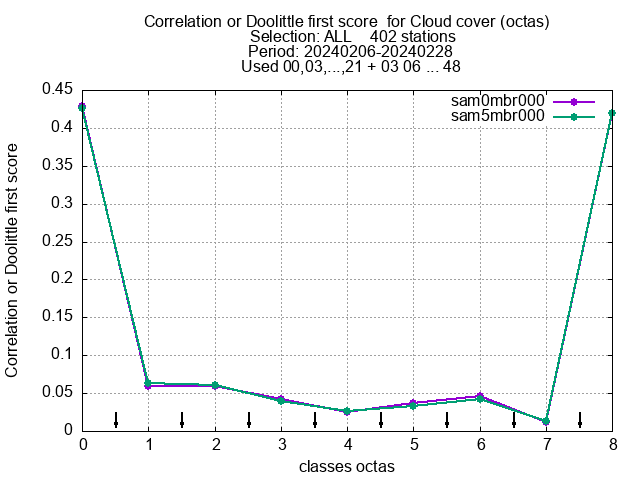 Correlation or Doolittle first score  for Cloud cover (octas)
Selection: ALL    402 stations
Period: 20240206-20240228
Used 00,03,...,21 + 03 06 ... 48
sam0mbr000
sam5mbr000
Correlation or Doolittle first score
0.45
0.4
0.35
0.3
0.25
0.2
0.15
0.1
0.05
0
0 1 2 3 4 5 6 7 8
classes octas